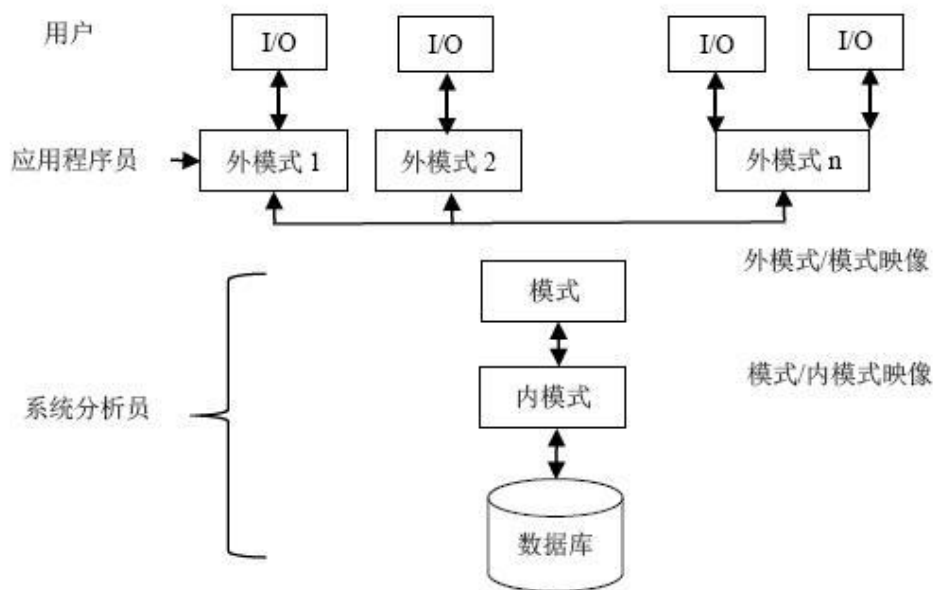 用户
I/O
I/O
I/O
I/O
应用程序员
外模式 1
外模式 2
外模式 n
外模式/模式映像
模式
模式/内模式映像
内模式
系统分析员
数据库